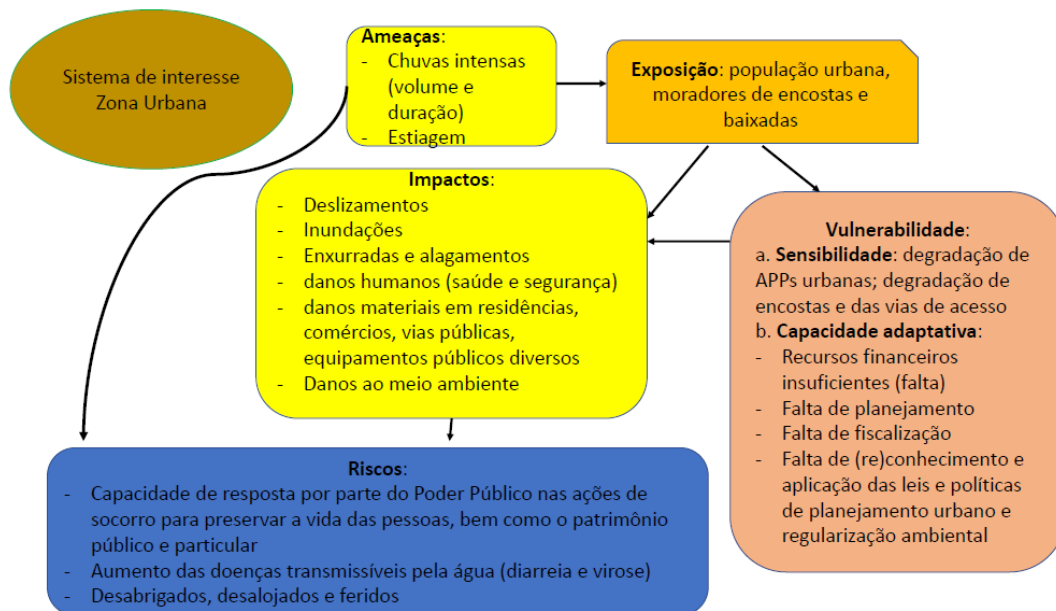 Sistema de interesse
Zona Urbana
Ameaças:
- Chuvas intensas
(volume e
duração)
- Estiagem
Exposição: população urbana,
moradores de encostas e
baixadas
Impactos:
- Deslizamentos
- Inundações
- Enxurradas e alagamentos
- danos humanos (saúde e segurança)
- danos materiais em residências,
comércios, vias públicas,
equipamentos públicos diversos
- Danos ao meio ambiente
Vulnerabilidade:
a. Sensibilidade: degradação de
APPs urbanas; degradação de
encostas e das vias de acesso
b. Capacidade adaptativa:
- Recursos financeiros
insuficientes (falta)
- Falta de planejamento
- Falta de fiscalização
- Falta de (re)conhecimento e
aplicação das leis e políticas
de planejamento urbano e
regularização ambiental
Riscos:
- Capacidade de resposta por parte do Poder Público nas ações de
socorro para preservar a vida das pessoas, bem como o patrimônio
público e particular
- Aumento das doenças transmissíveis pela água (diarreia e virose)
- Desabrigados, desalojados e feridos